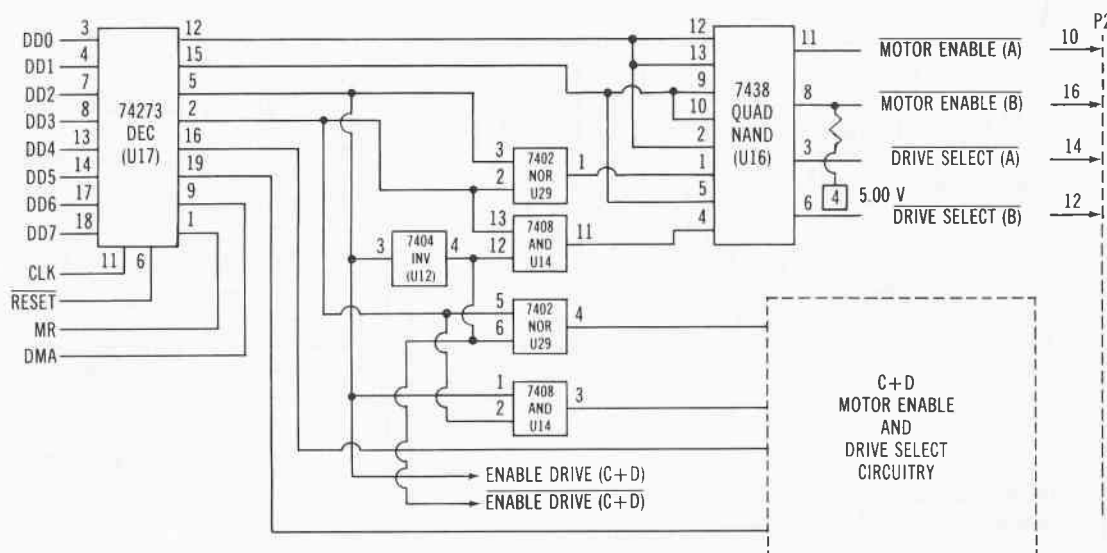 P2
DD0 3 12 12 11 MOTOR ENABLE (A) 10
DD1 4 15 13
DD2 7 5 9 8 MOTOR ENABLE (B) 16
DD3 8 2 10
DD4 13 16 2 3 DRIVE SELECT (A) 14
DD5 14 19 1
DD6 17 9 5 6 DRIVE SELECT (B) 12
DD7 18 1 4
74273
DEC
(U17)
7438
QUAD
NAND
(U16)
4 5.00 V
CLK 11
RESET 6
MR
DMA
3 7402 1
2 NOR
U29
13 7408 11
12 AND
U14
3 7404 4
INV
(U12)
5 7402 4
6 NOR
U29
1 7408 3
2 AND
U14
C+D
MOTOR ENABLE
AND
DRIVE SELECT
CIRCUITRY
ENABLE DRIVE (C+D)
ENABLE DRIVE (C+D)